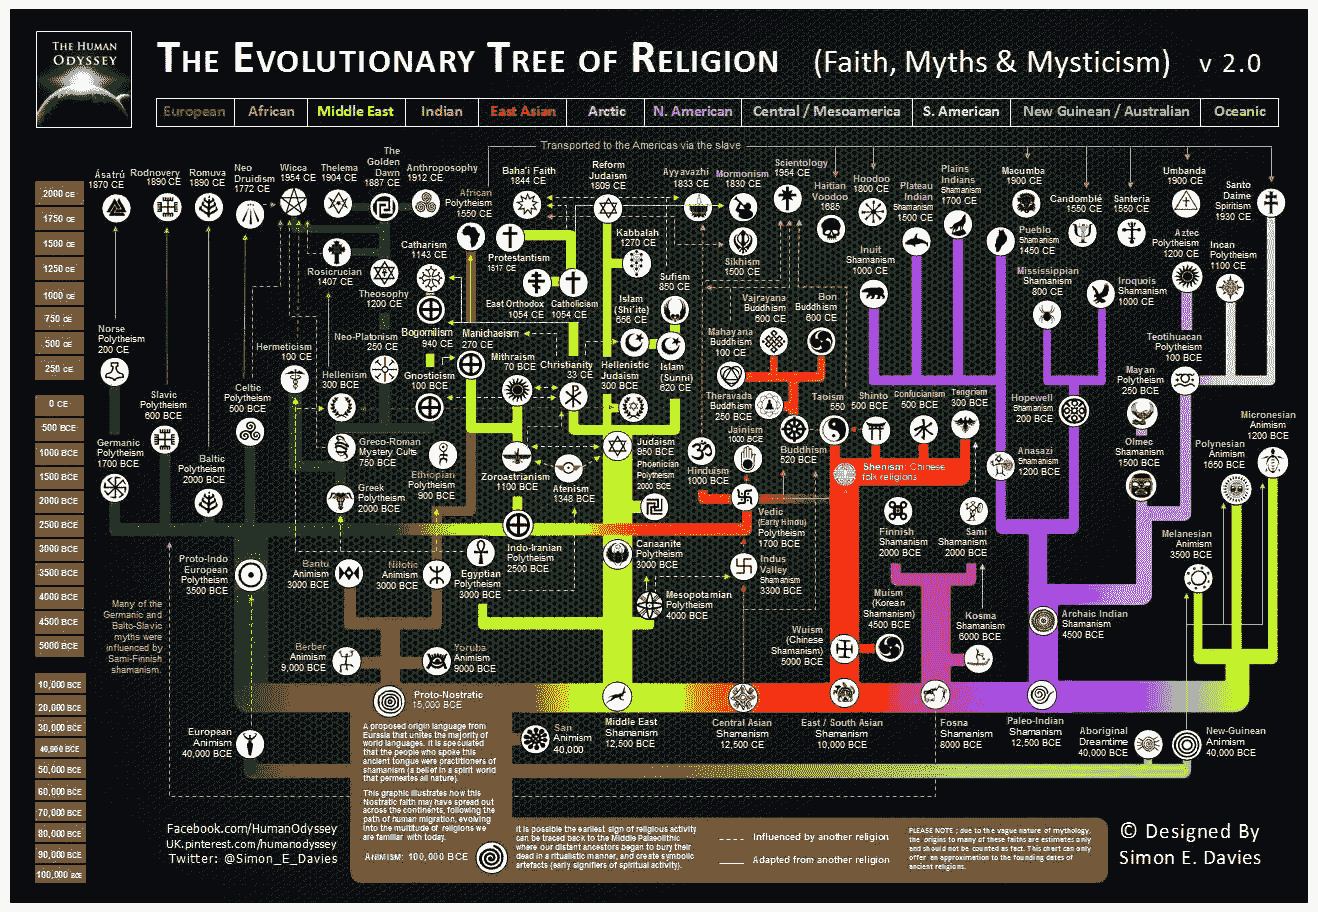 THE HUMAN
ODYSSEY
THE EVOLUTIONARY TREE OF RELIGION (Faith, Myths & Mysticism) v 2.0
European African Middle East Indian East Asian Arctic N. American Central / Mesoamerica S. American New Guinean / Australian Oceanic
Transported to the Americas via the slave
2000 CE
1750 CE
1500 CE
1250 CE
1000 CE
750 CE
500 CE
250 CE
0 CE
500 BCE
1000 BCE
1500 BCE
2000 BCE
2500 BCE
3000 BCE
3500 BCE
4000 BCE
4500 BCE
5000 BCE
10,000 BCE
20,000 BCE
30,000 BCE
40,000 BCE
50,000 BCE
60,000 BCE
70,000 BCE
80,000 BCE
90,000 BCE
100,000 BCE
Ásatrú
1870 CE
Rodnovery
1890 CE
Romuva
1890 CE
Neo
Druidism
1772 CE
Wicca
1954 CE
Thelema
1904 CE
The
Golden
Dawn
1887 CE
Anthroposophy
1912 CE
African
Polytheism
1550 CE
Baha'i Faith
1844 CE
Reform
Judaism
1809 CE
Ayyavazhi
1833 CE
Mormonism
1830 CE
Scientology
1954 CE
Haitian
Voodoo
1685
Hoodoo
1800 CE
Plateau
Indian
Shamanism
1500 CE
Plains
Indians
Shamanism
1700 CE
Macumba
1900 CE
Candomblé
1550 CE
Santeria
1550 CE
Umbanda
1900 CE
Santo
Daime
Spiritism
1930 CE
Rosicrucian
1407 CE
Theosophy
1200 CE
Catharism
1143 CE
Protestantism
1517 CE
Kabbalah
1270 CE
Sikhism
1500 CE
Inuit
Shamanism
1000 CE
Pueblo
Shamanism
1450 CE
Mississippian
Shamanism
800 CE
Iroquois
Shamanism
1000 CE
Aztec
Polytheism
1200 CE
Incan
Polytheism
1100 CE
East Orthodox
1054 CE
Catholicism
1054 CE
Sufism
850 CE
Islam
(Shi'ite)
656 CE
Vajrayana
Buddhism
600 CE
Bon
Buddhism
600 CE
Norse
Polytheism
200 CE
Hermeticism
100 CE
Neo-Platonism
250 CE
Bogomilism
940 CE
Manichaeism
270 CE
Mithraism
70 BCE
Christianity
33 CE
Hellenistic
Judaism
300 BCE
Islam
(Sunni)
620 CE
Mahayana
Buddhism
100 CE
Teotihuacan
Polytheism
100 BCE
Hellenism
300 BCE
Gnosticism
100 BCE
Theravada
Buddhism
250 BCE
Taoism
550
Shinto
500 BCE
Confucianism
500 BCE
Tengrism
300 BCE
Hopewell
Shamanism
200 BCE
Mayan
Polytheism
250 BCE
Slavic
Polytheism
600 BCE
Celtic
Polytheism
500 BCE
Jainism
1000 BCE
Buddhism
520 BCE
Micronesian
Animism
1200 BCE
Germanic
Polytheism
1700 BCE
Baltic
Polytheism
2000 BCE
Greco-Roman
Mystery Cults
750 BCE
Ethiopian
Polytheism
900 BCE
Zoroastrianism
1100 BCE
Atenism
1348 BCE
Judaism
950 BCE
Phoenician
Polytheism
2000 BCE
Hinduism
1000 BCE
Shenism: Chinese
folk religions
Anasazi
Shamanism
1200 BCE
Olmec
Shamanism
1500 BCE
Polynesian
Animism
1650 BCE
Greek
Polytheism
2000 BCE
Vedic
(Early Hindu)
Polytheism
1700 BCE
Finnish
Shamanism
2000 BCE
Sami
Shamanism
2000 BCE
Melanesian
Animism
3500 BCE
Proto-Indo
European
Polytheism
3500 BCE
Bantu
Animism
3000 BCE
Nilotic
Animism
3000 BCE
Egyptian
Polytheism
3000 BCE
Indo-Iranian
Polytheism
2500 BCE
Canaanite
Polytheism
3000 BCE
Indus
Valley
Shamanism
3300 BCE
Mesopotamian
Polytheism
4000 BCE
Muism
(Korean
Shamanism)
4500 BCE
Kosma
Shamanism
6000 BCE
Archaic Indian
Shamanism
4500 BCE
Many of the
Germanic and
Balto-Slavic
myths were
influenced by
Sami-Finnish
shamanism.
Berber
Animism
9,000 BCE
Yoruba
Animism
9000 BCE
Wuism
(Chinese
Shamanism)
5000 BCE
Proto-Nostratic
15,000 BCE
European
Animism
40,000 BCE
San
Animism
40,000
Middle East
Shamanism
12,500 BCE
Central Asian
Shamanism
12,500 CE
East / South Asian
Shamanism
10,000 BCE
Fosna
Shamanism
8000 BCE
Paleo-Indian
Shamanism
12,500 BCE
Aboriginal
Dreamtime
40,000 BCE
New-Guinean
Animism
40,000 BCE
A proposed origin language from
Eurasia that unites the majority of
world languages. It is speculated
that the people who spoke this
ancient tongue were practitioners of
shamanism (a belief in a spirit world
that permeates all nature).
This graphic illustrates how this
Nostratic faith may have spread out
across the continents, following the
path of human migration, evolving
into the multitude of religions we
are familiar with today.
ANIMISM: 100,000 BCE
It is possible the earliest sign of religious activity
can be traced back to the Middle Palaeolithic
where our distant ancestors began to bury their
dead in a ritualistic manner, and create symbolic
artefacts (early signifiers of spiritual activity).
Influenced by another religion
Adapted from another religion
PLEASE NOTE ; due to the vague nature of mythology,
the origins to many of these faiths are estimates only
and should not be counted as fact. This chart can only
offer an approximation to the founding dates of
ancient religions.
Facebook.com/HumanOdyssey
UK.pinterest.com/humanodyssey
Twitter: @Simon_E_Davies
© Designed By
Simon E. Davies